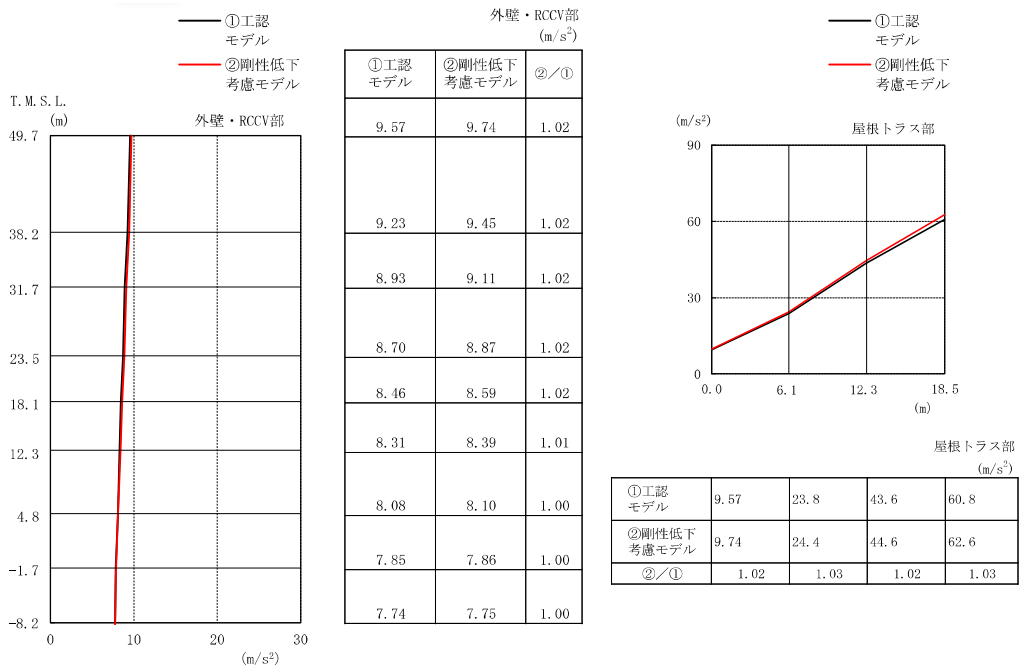 ①工認
モデル
②剛性低下
考慮モデル
T.M.S.L.
(m)
外壁・RCCV部
49.7
38.2
31.7
23.5
18.1
12.3
4.8
-1.7
-8.2
0 10 20 30
(m/s²)
外壁・RCCV部
(m/s²)
①工認
モデル
②剛性低下
考慮モデル
②／①
9.57 9.74 1.02
9.23 9.45 1.02
8.93 9.11 1.02
8.70 8.87 1.02
8.46 8.59 1.02
8.31 8.39 1.01
8.08 8.10 1.00
7.85 7.86 1.00
7.74 7.75 1.00
①工認
モデル
②剛性低下
考慮モデル
(m/s²)
屋根トラス部
90
60
30
0
0.0 6.1 12.3 18.5
(m)
屋根トラス部
(m/s²)
①工認
モデル
9.57 23.8 43.6 60.8
②剛性低下
考慮モデル
9.74 24.4 44.6 62.6
②／① 1.02 1.03 1.02 1.03